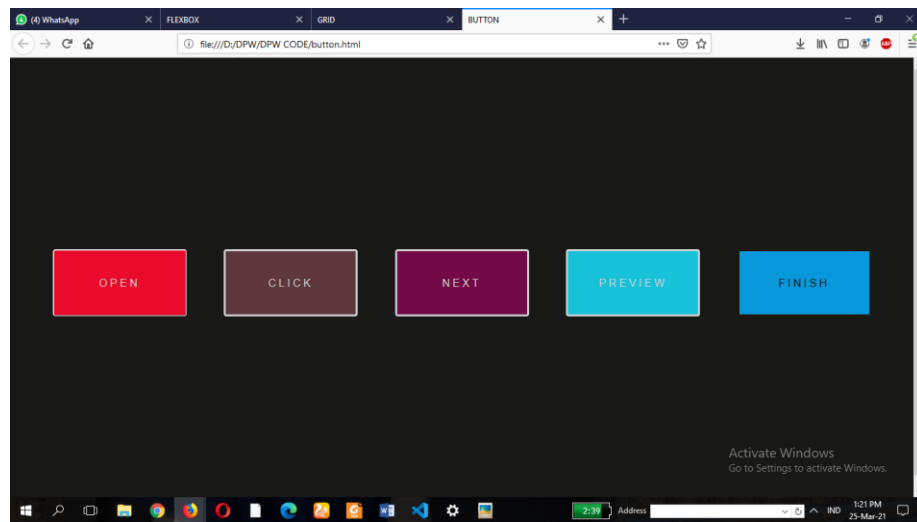 (4) WhatsApp
FLEXBOX
GRID
BUTTON
file:///D:/DPW/DPW CODE/button.html
ABP
OPEN
CLICK
NEXT
PREVIEW
FINISH
Activate Windows
Go to Settings to activate Windows.
2:39
Address
IND
1:21 PM
25-Mar-21